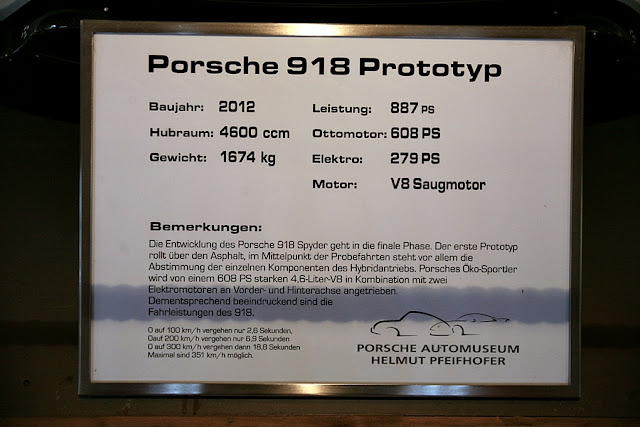 Porsche 918 Prototyp
Baujahr: 2012 Leistung: 887 PS
Hubraum: 4600 ccm Ottomotor: 608 PS
Gewicht: 1674 kg Elektro: 279 PS
Motor: V8 Saugmotor
Bemerkungen:
Die Entwicklung des Porsche 918 Spyder geht in die finale Phase. Der erste Prototyp
rollt über den Asphalt, im Mittelpunkt der Probefahrten steht vor allem die
Abstimmung der einzelnen Komponenten des Hybridantriebs. Porsches Öko-Sportler
wird von einem 608 PS starken 4,6-Liter-V8 in Kombination mit zwei
Elektromotoren an Vorder- und Hinterachse angetrieben.
Dementsprechend beeindruckend sind die
Fahrleistungen des 918.
0 auf 100 km/h vergehen nur 2,6 Sekunden,
0auf 200 km/h vergehen nur 6,9 Sekunden
0 auf 300 km/h vergehen dann 18,8 Sekunden
Maximal sind 351 km/h möglich.
PORSCHE AUTOMUSEUM
HELMUT PFEIFHOFER